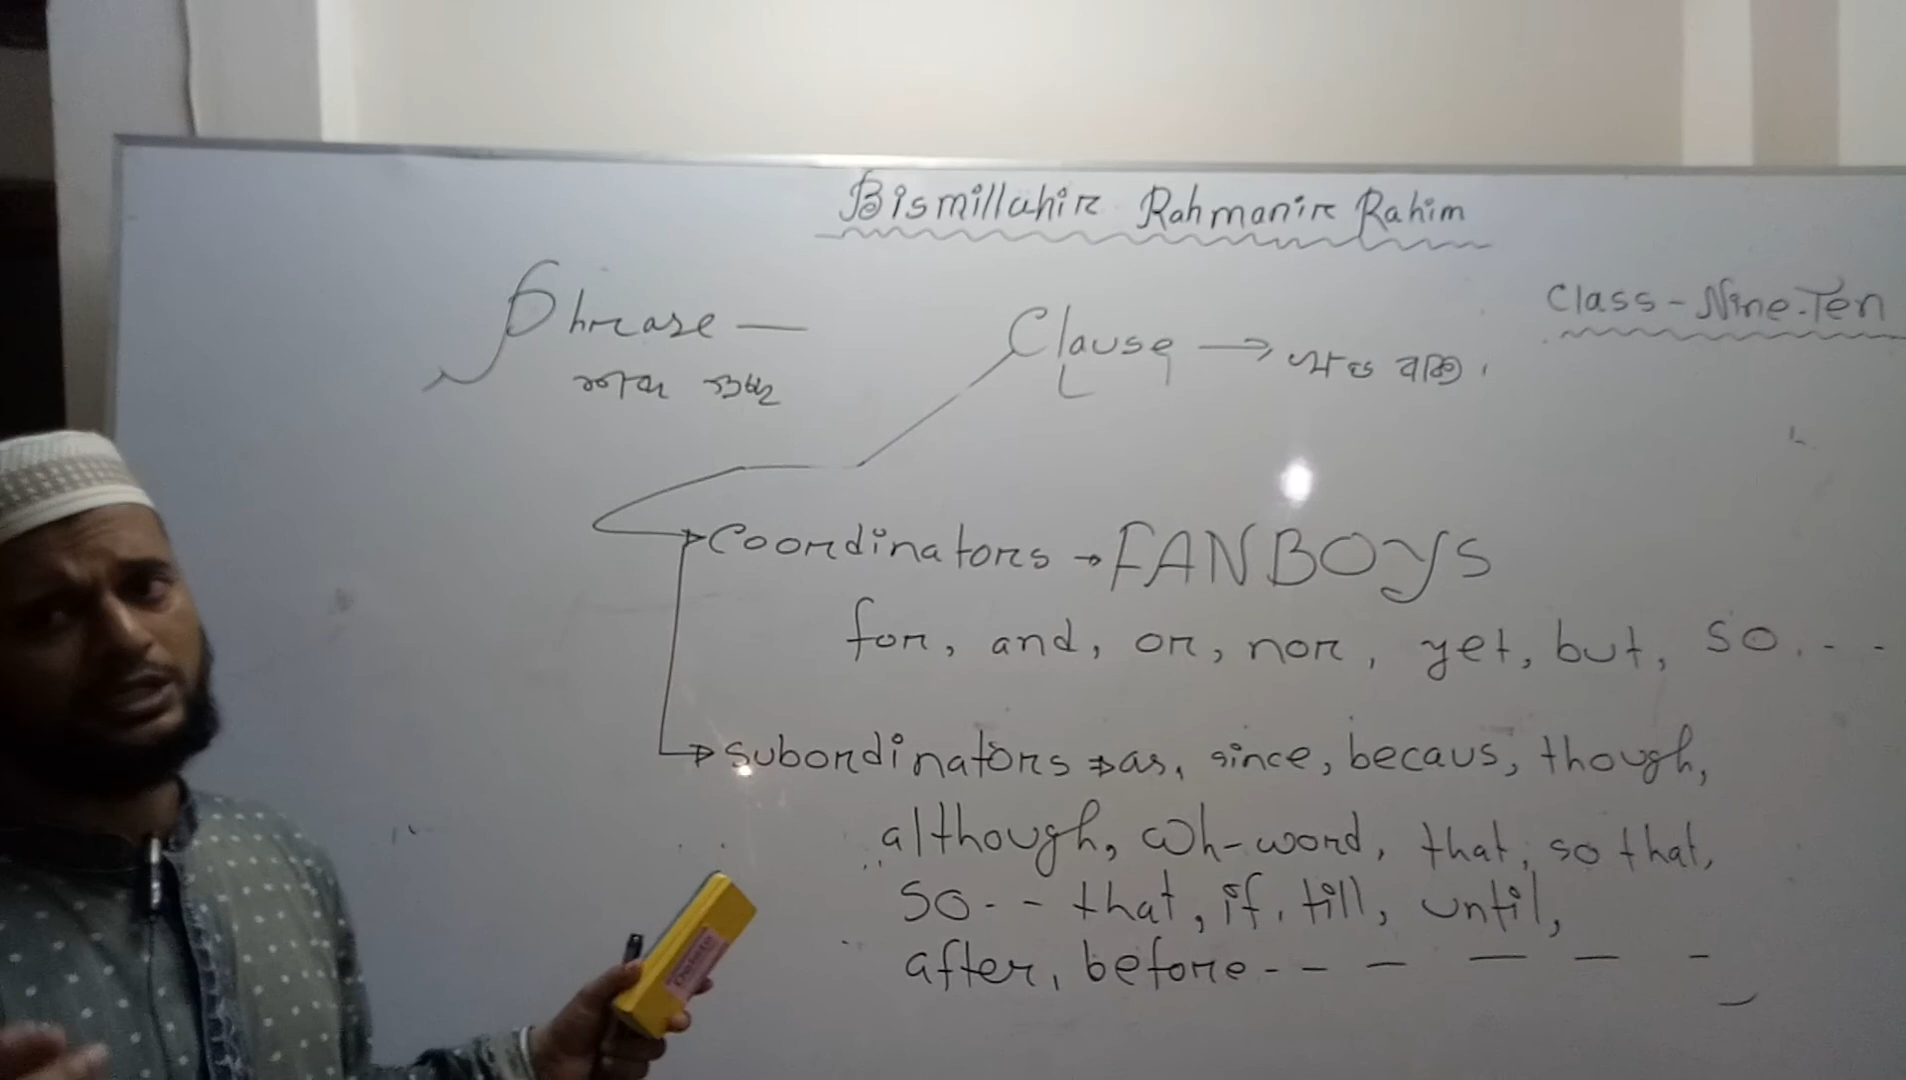 Bismillahir Rahmanir Rahim
Class-Nine-Ten
Phrase —
Clause → খন্ড বাক্য।
Coordinators → FANBOYS
for, and, or, nor, yet, but, so. - -
Subordinators ⇒ as, since, becaus, though,
although, Wh-word, that, so that,
so - - that, if, till, until,
after, before - - — — — -